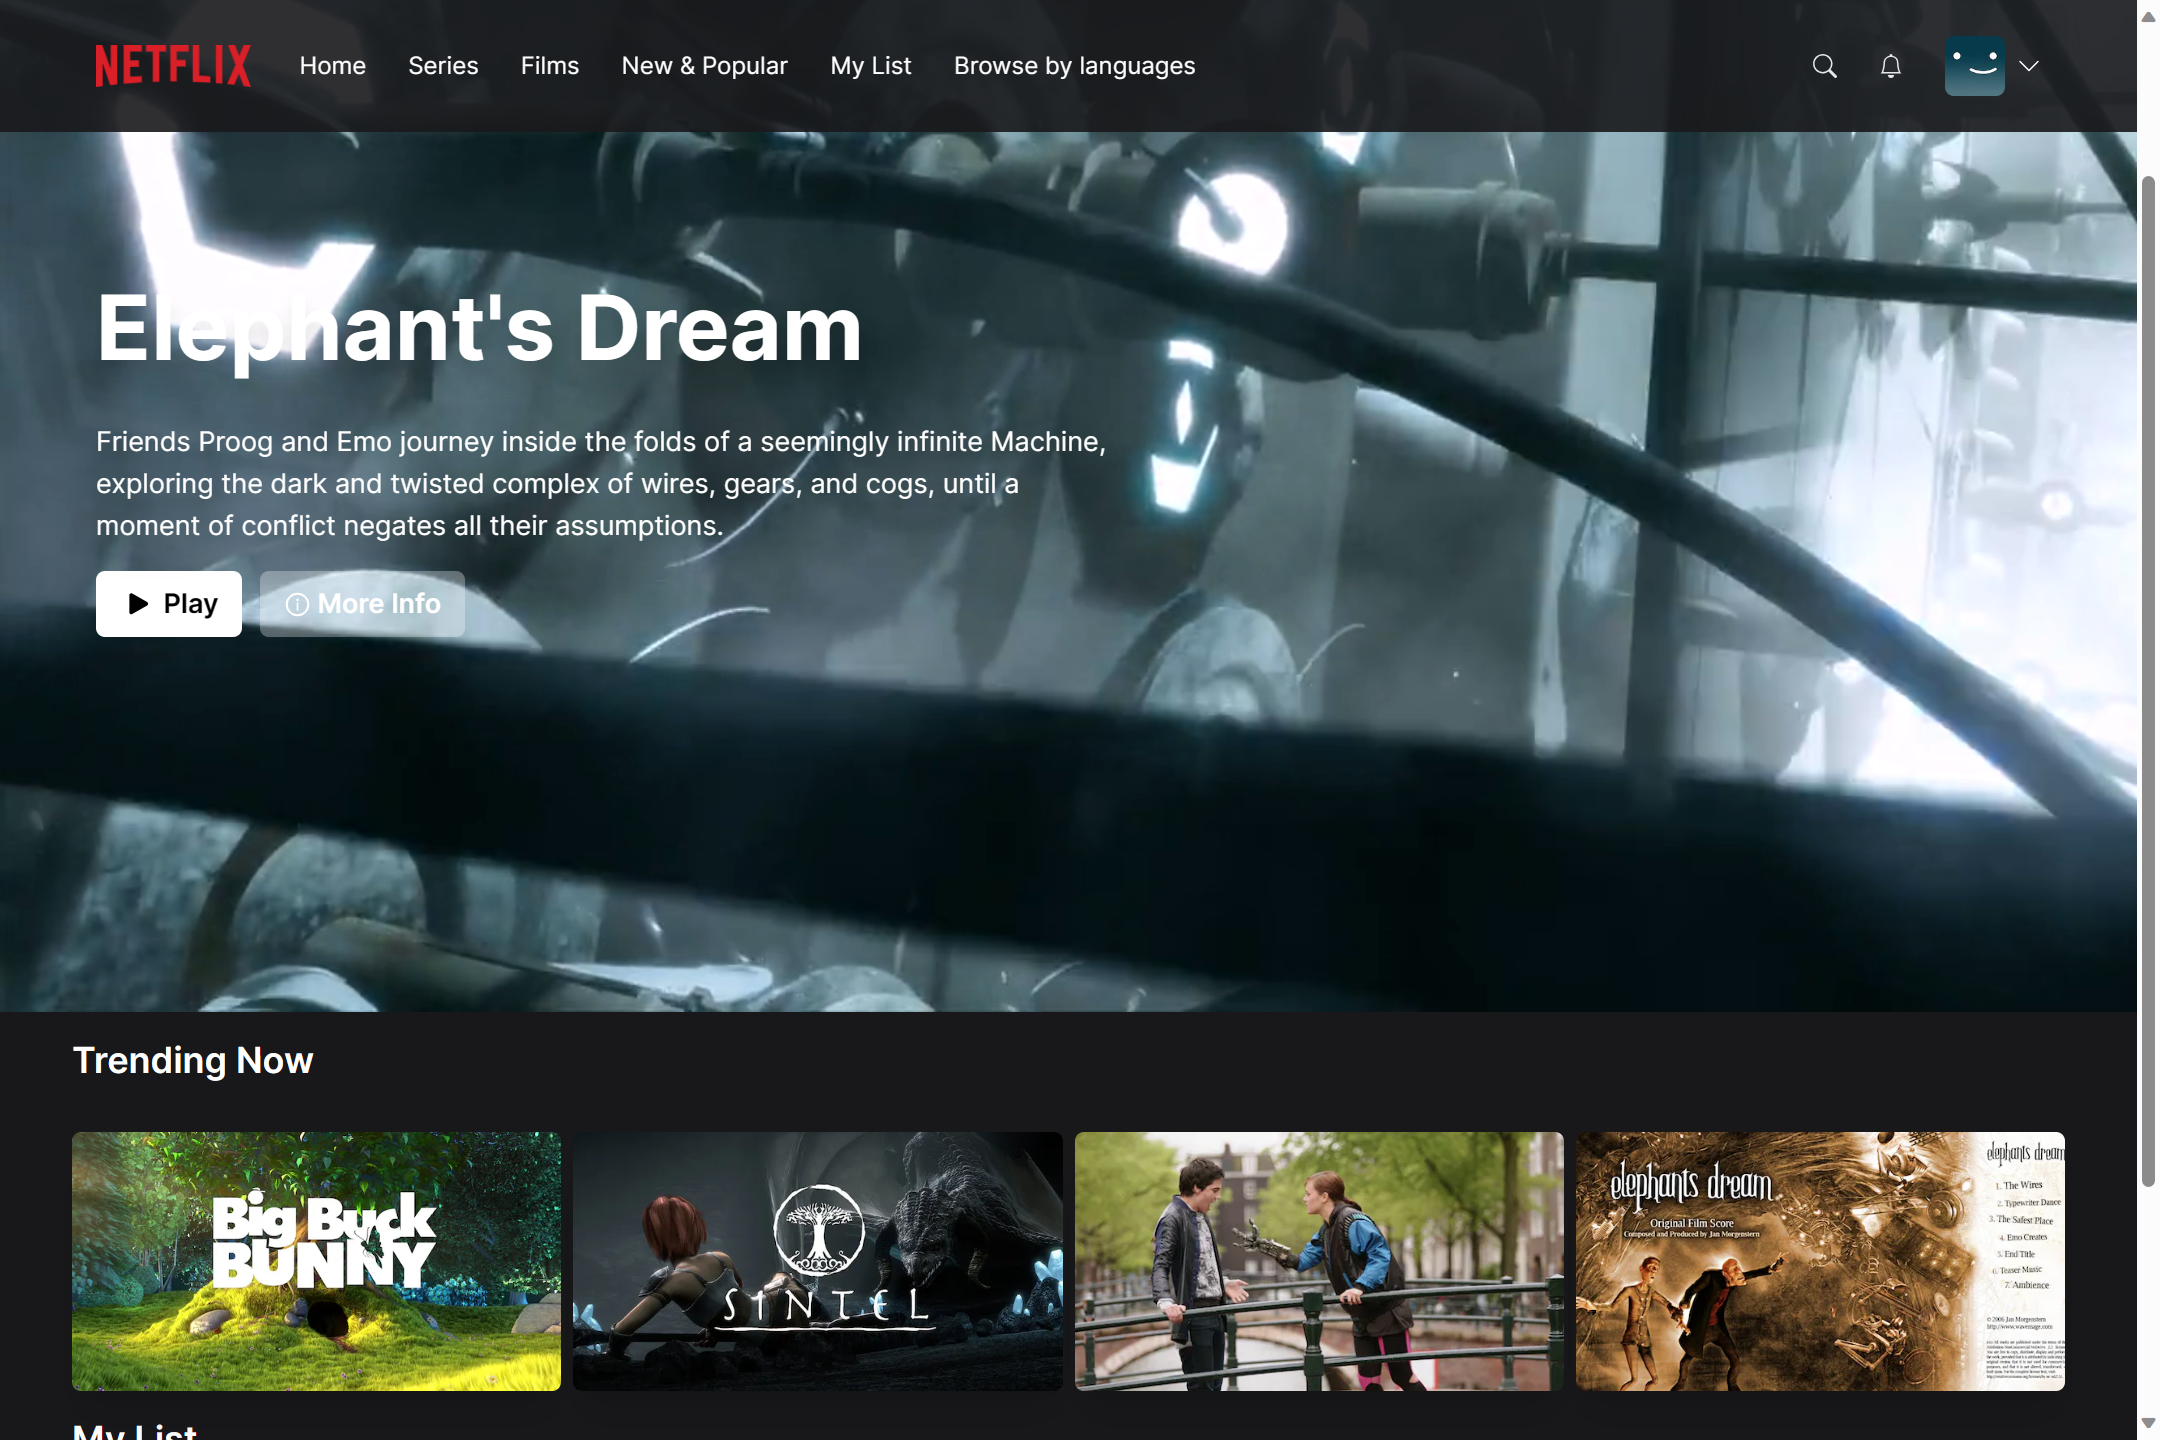 NETFLIX
Home
Series
Films
New & Popular
My List
Browse by languages
Elephant's Dream
Friends Proog and Emo journey inside the folds of a seemingly infinite Machine,
exploring the dark and twisted complex of wires, gears, and cogs, until a
moment of conflict negates all their assumptions.
Play
More Info
Trending Now
Big Buck
BUNNY
SINTEL
elephants dream
Original Film Score
Composed and Produced by Jan Morgenstern
elephants dream
1. The Wires
2. Typewriter Dance
3. The Safest Place
4. Emo Creates
5. End Title
6. Teaser Music
7. Ambience
© 2006 Jan Morgenstern
My List